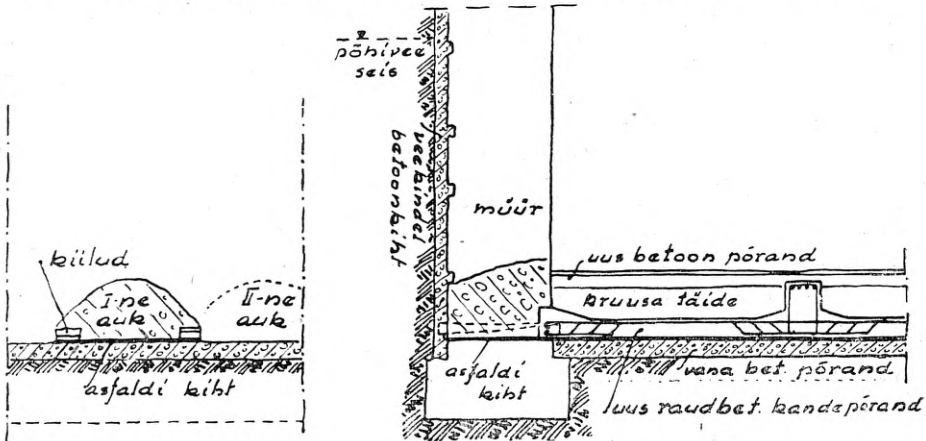 kiilud
I-ne
auk
II-ne
auk
asfaldi kiht
põhivee
seis
veekindel
betoonkiht
müür
uus betoon põrand
kruusa täide
asfaldi
kiht
vana bet. põrand
uus raudbet. kandepõrand